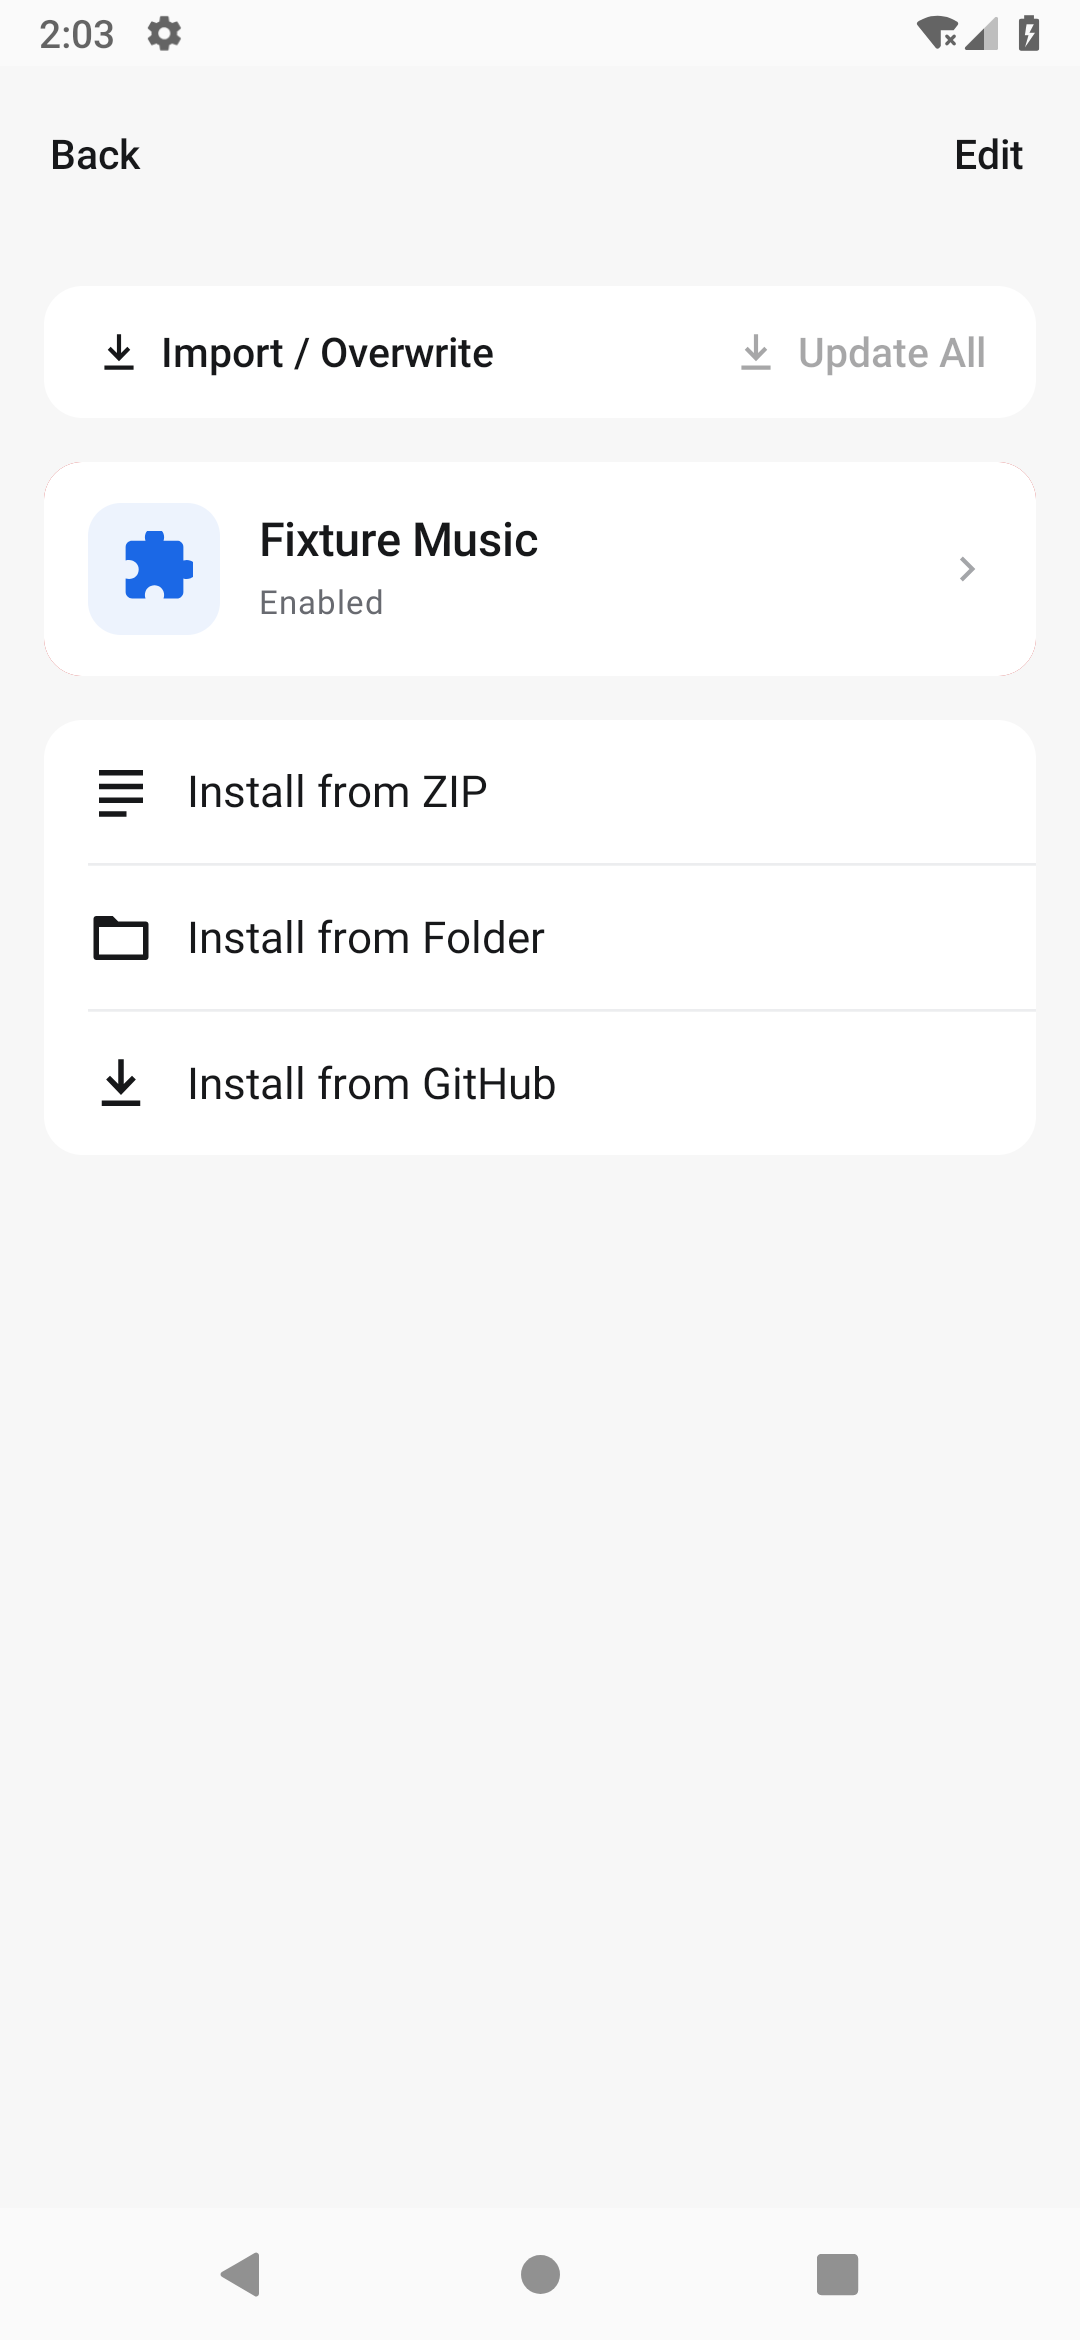 2:03
Back
Edit
Import / Overwrite
Update All
Fixture Music
Enabled
Install from ZIP
Install from Folder
Install from GitHub